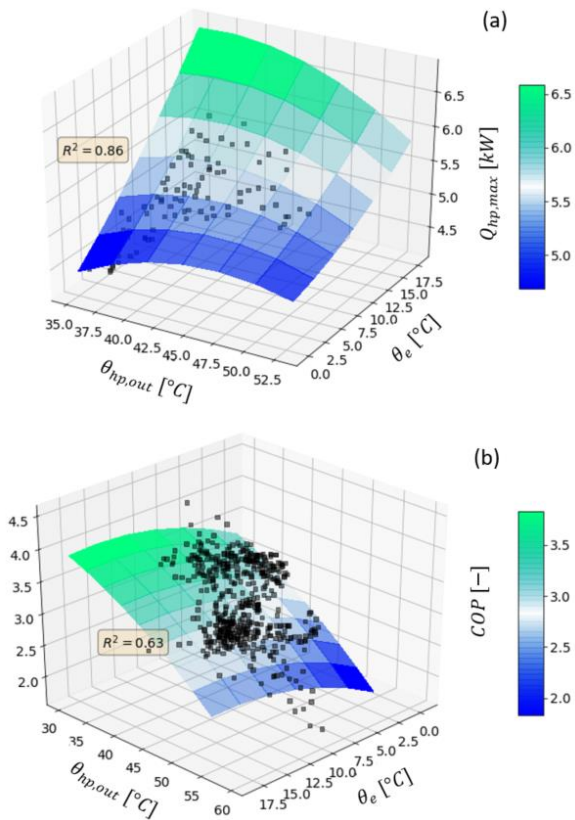 (a)
R² = 0.86
6.5
6.0
5.5
5.0
4.5
Q_hp,max [kW]
6.5
6.0
5.5
5.0
35.0 37.5 40.0 42.5 45.0 47.5 50.0 52.5
θ_hp,out [°C]
0.0 2.5 5.0 7.5 10.0 12.5 15.0 17.5
θ_e [°C]
(b)
4.5
4.0
3.5
3.0
2.5
2.0
R² = 0.63
COP [−]
3.5
3.0
2.5
2.0
30 35 40 45 50 55 60
θ_hp,out [°C]
17.5 15.0 12.5 10.0 7.5 5.0 2.5 0.0
θ_e [°C]